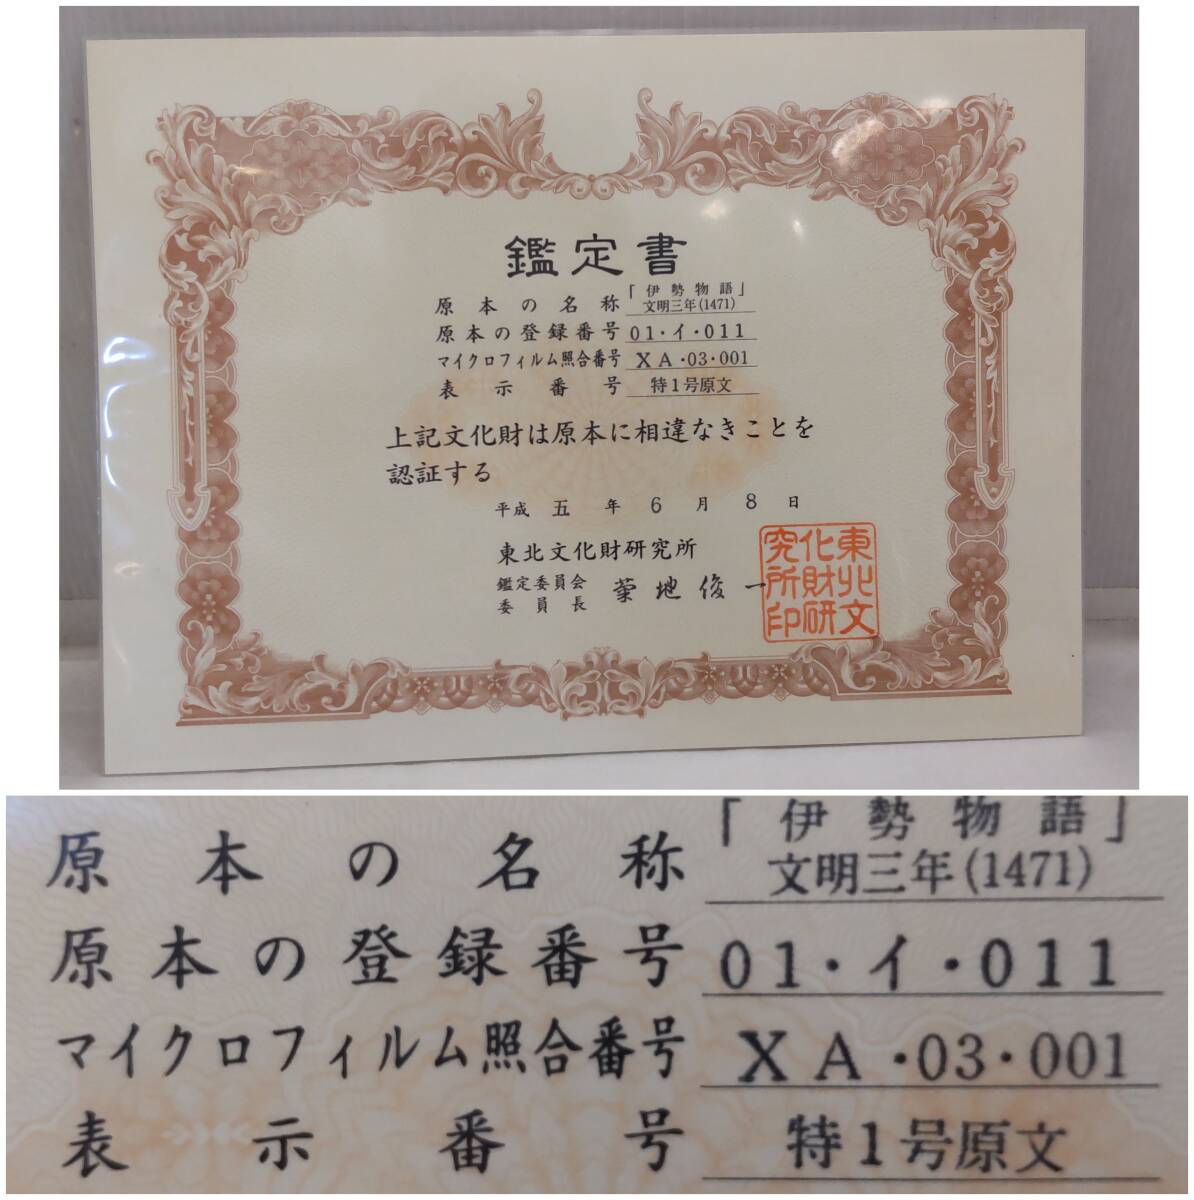 鑑定書
原本の名称 「伊勢物語」
文明三年(1471)
原本の登録番号 01・イ・011
マイクロフィルム照合番号 XA・03・001
表示番号 特1号原文
上記文化財は原本に相違なきことを
認証する
平成五年6月8日
東北文化財研究所
鑑定委員会
委員長 菊地俊一
東北文化財研究所印
原本の名称 「伊勢物語」
文明三年(1471)
原本の登録番号 01・イ・011
マイクロフィルム照合番号 XA・03・001
表示番号 特1号原文